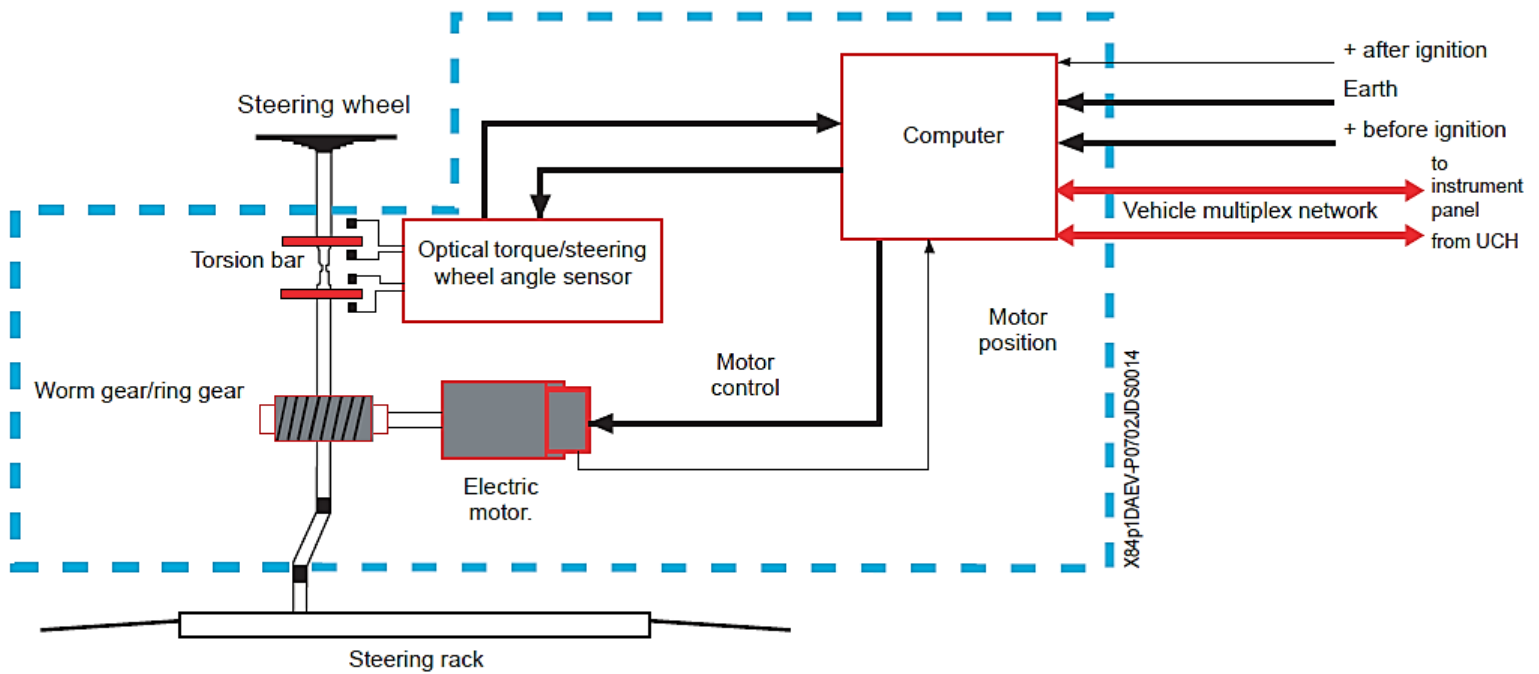 + after ignition
Steering wheel
Earth
Computer
+ before ignition
to
instrument
panel
Vehicle multiplex network
from UCH
Torsion bar
Optical torque/steering
wheel angle sensor
Motor
position
Motor
control
Worm gear/ring gear
Electric
motor.
X84p1DAEV-P0702JDS0014
Steering rack